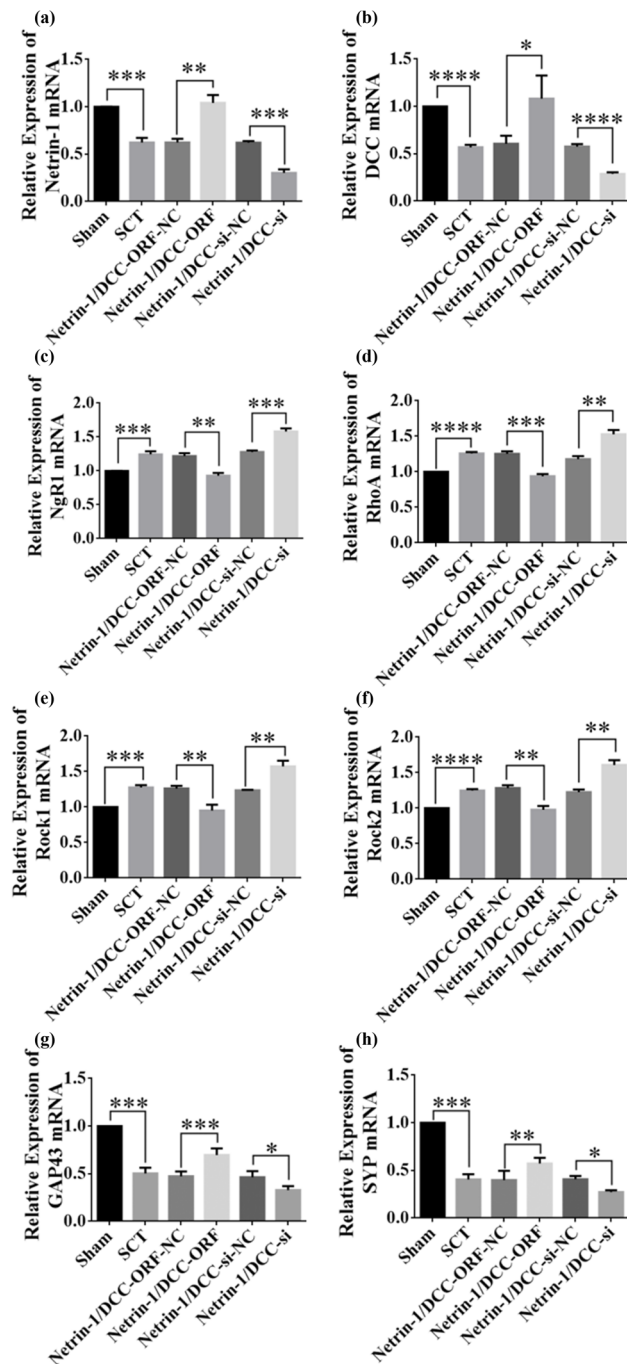 (a)
Relative Expression of
Netrin-1 mRNA
1.5
1.0
0.5
0.0
***
**
***
Sham
SCT
Netrin-1/DCC-ORF-NC
Netrin-1/DCC-ORF
Netrin-1/DCC-si-NC
Netrin-1/DCC-si
(b)
Relative Expression of
DCC mRNA
1.5
1.0
0.5
0.0
****
*
****
Sham
SCT
Netrin-1/DCC-ORF-NC
Netrin-1/DCC-ORF
Netrin-1/DCC-si-NC
Netrin-1/DCC-si
(c)
Relative Expression of
NgR1 mRNA
2.0
1.5
1.0
0.5
0.0
***
**
***
Sham
SCT
Netrin-1/DCC-ORF-NC
Netrin-1/DCC-ORF
Netrin-1/DCC-si-NC
Netrin-1/DCC-si
(d)
Relative Expression of
RhoA mRNA
2.0
1.5
1.0
0.5
0.0
****
***
**
Sham
SCT
Netrin-1/DCC-ORF-NC
Netrin-1/DCC-ORF
Netrin-1/DCC-si-NC
Netrin-1/DCC-si
(e)
Relative Expression of
Rock1 mRNA
2.0
1.5
1.0
0.5
0.0
***
**
**
Sham
SCT
Netrin-1/DCC-ORF-NC
Netrin-1/DCC-ORF
Netrin-1/DCC-si-NC
Netrin-1/DCC-si
(f)
Relative Expression of
Rock2 mRNA
2.0
1.5
1.0
0.5
0.0
****
**
**
Sham
SCT
Netrin-1/DCC-ORF-NC
Netrin-1/DCC-ORF
Netrin-1/DCC-si-NC
Netrin-1/DCC-si
(g)
Relative Expression of
GAP43 mRNA
1.5
1.0
0.5
0.0
***
***
*
Sham
SCT
Netrin-1/DCC-ORF-NC
Netrin-1/DCC-ORF
Netrin-1/DCC-si-NC
Netrin-1/DCC-si
(h)
Relative Expression of
SYP mRNA
1.5
1.0
0.5
0.0
***
**
*
Sham
SCT
Netrin-1/DCC-ORF-NC
Netrin-1/DCC-ORF
Netrin-1/DCC-si-NC
Netrin-1/DCC-si